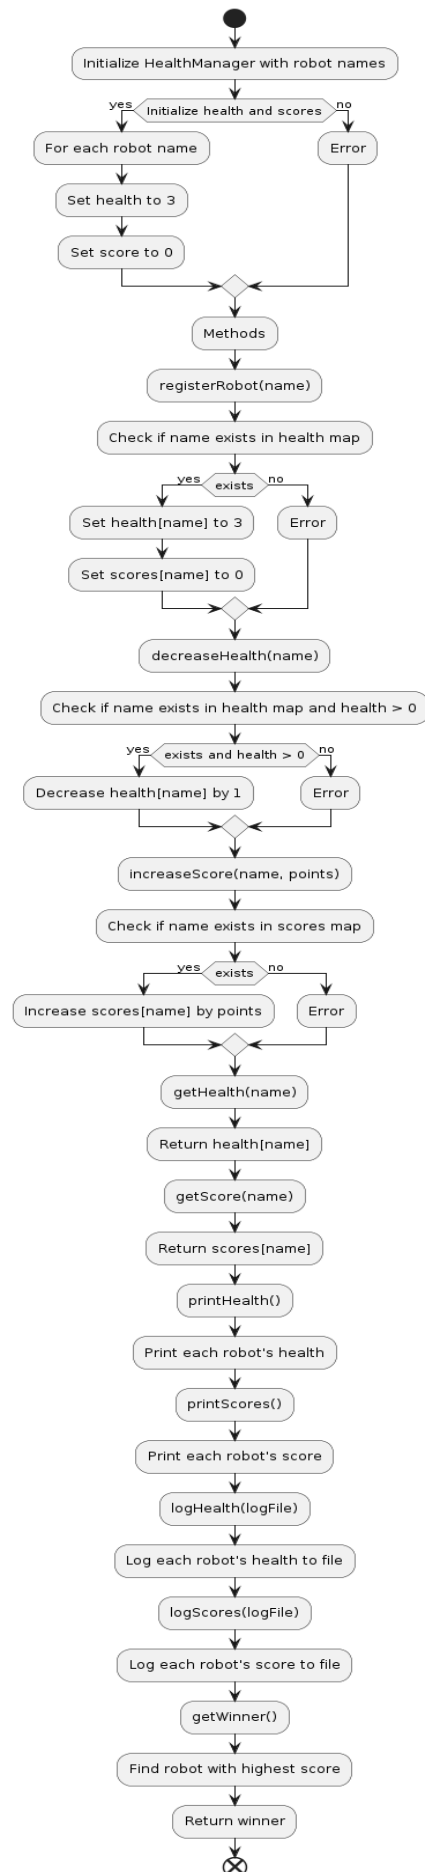 Initialize HealthManager with robot names
yes
Initialize health and scores
no
For each robot name
Error
Set health to 3
Set score to 0
Methods
registerRobot(name)
Check if name exists in health map
yes
exists
no
Set health[name] to 3
Error
Set scores[name] to 0
decreaseHealth(name)
Check if name exists in health map and health > 0
yes
exists and health > 0
no
Decrease health[name] by 1
Error
increaseScore(name, points)
Check if name exists in scores map
yes
exists
no
Increase scores[name] by points
Error
getHealth(name)
Return health[name]
getScore(name)
Return scores[name]
printHealth()
Print each robot's health
printScores()
Print each robot's score
logHealth(logFile)
Log each robot's health to file
logScores(logFile)
Log each robot's score to file
getWinner()
Find robot with highest score
Return winner